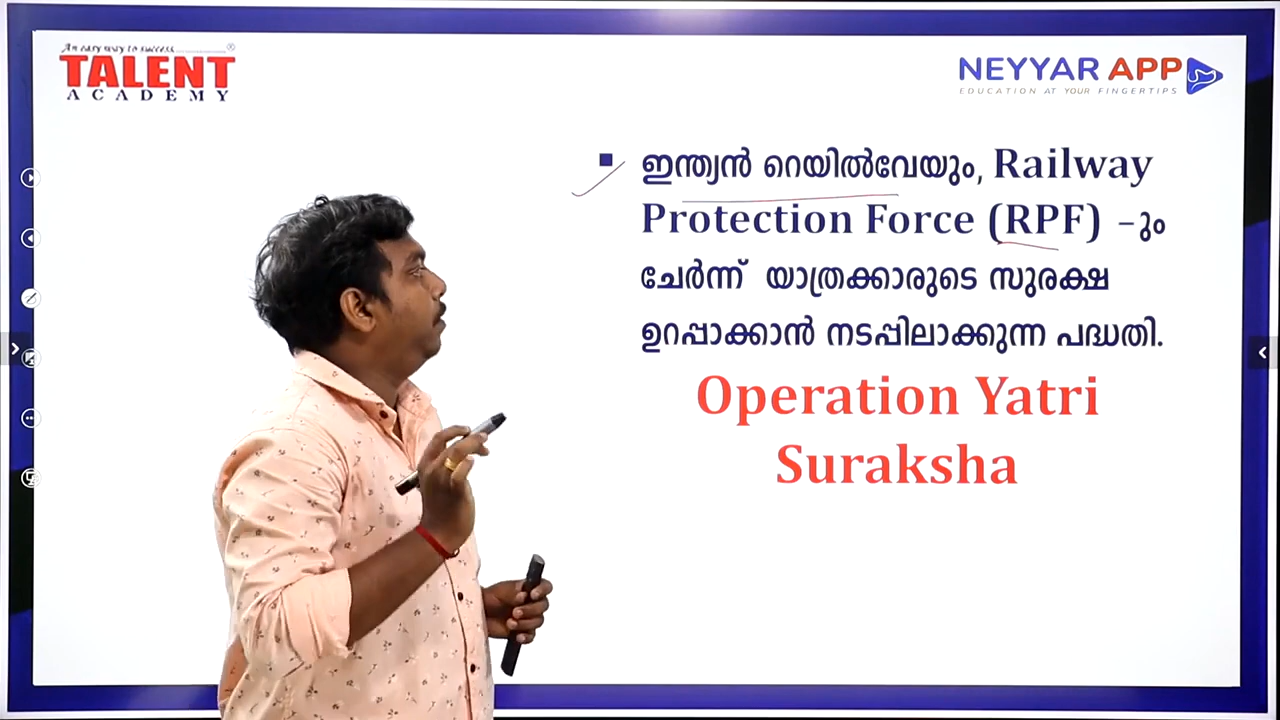 An easy way to success.................®
TALENT
ACADEMY
NEYYAR APP
EDUCATION AT YOUR FINGERTIPS
ഇന്ത്യൻ റെയിൽവേയും, Railway
Protection Force (RPF) –ും
ചേർന്ന് യാത്രക്കാരുടെ സുരക്ഷ
ഉറപ്പാക്കാൻ നടപ്പിലാക്കുന്ന പദ്ധതി.
Operation Yatri
Suraksha